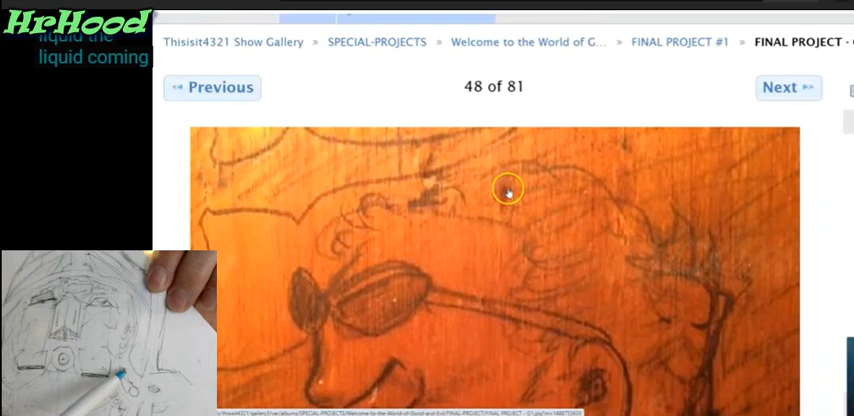 HrHood
liquid the
liquid coming
Thisisit4321 Show Gallery » SPECIAL-PROJECTS » Welcome to the World of G... » FINAL PROJECT #1 » FINAL PROJECT -
Previous
48 of 81
Next